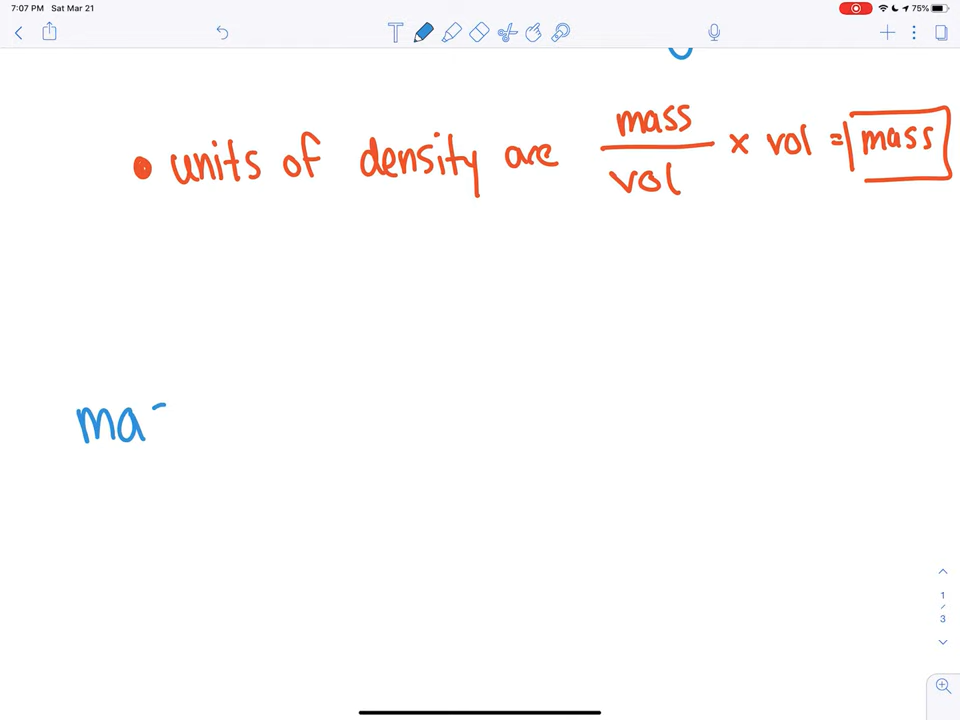 7:07 PM Sat Mar 21 75%
T
• units of density are mass/vol x vol = mass
ma
1
/
3